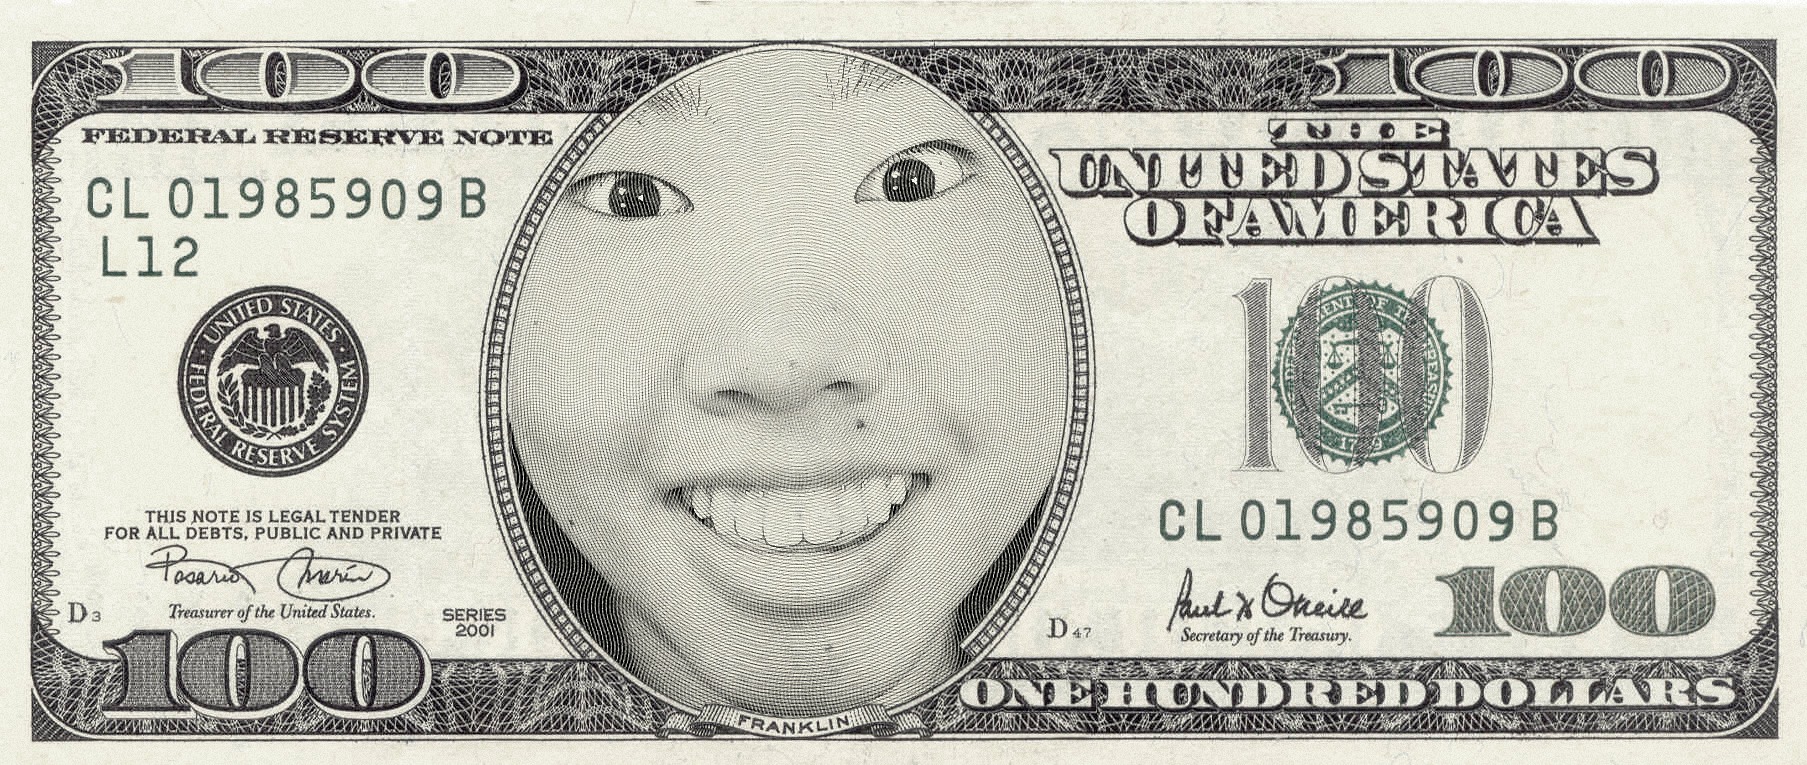 100 100
FEDERAL RESERVE NOTE
THE
UNITED STATES
OF AMERICA
CL 01985909 B
L12
UNITED STATES
FEDERAL RESERVE SYSTEM
100
1789
THIS NOTE IS LEGAL TENDER
FOR ALL DEBTS, PUBLIC AND PRIVATE
CL 01985909 B
Rosario Marin
Treasurer of the United States.
D3
SERIES
2001
D47
Paul H O'Neill
Secretary of the Treasury.
100
100
FRANKLIN
ONE HUNDRED DOLLARS